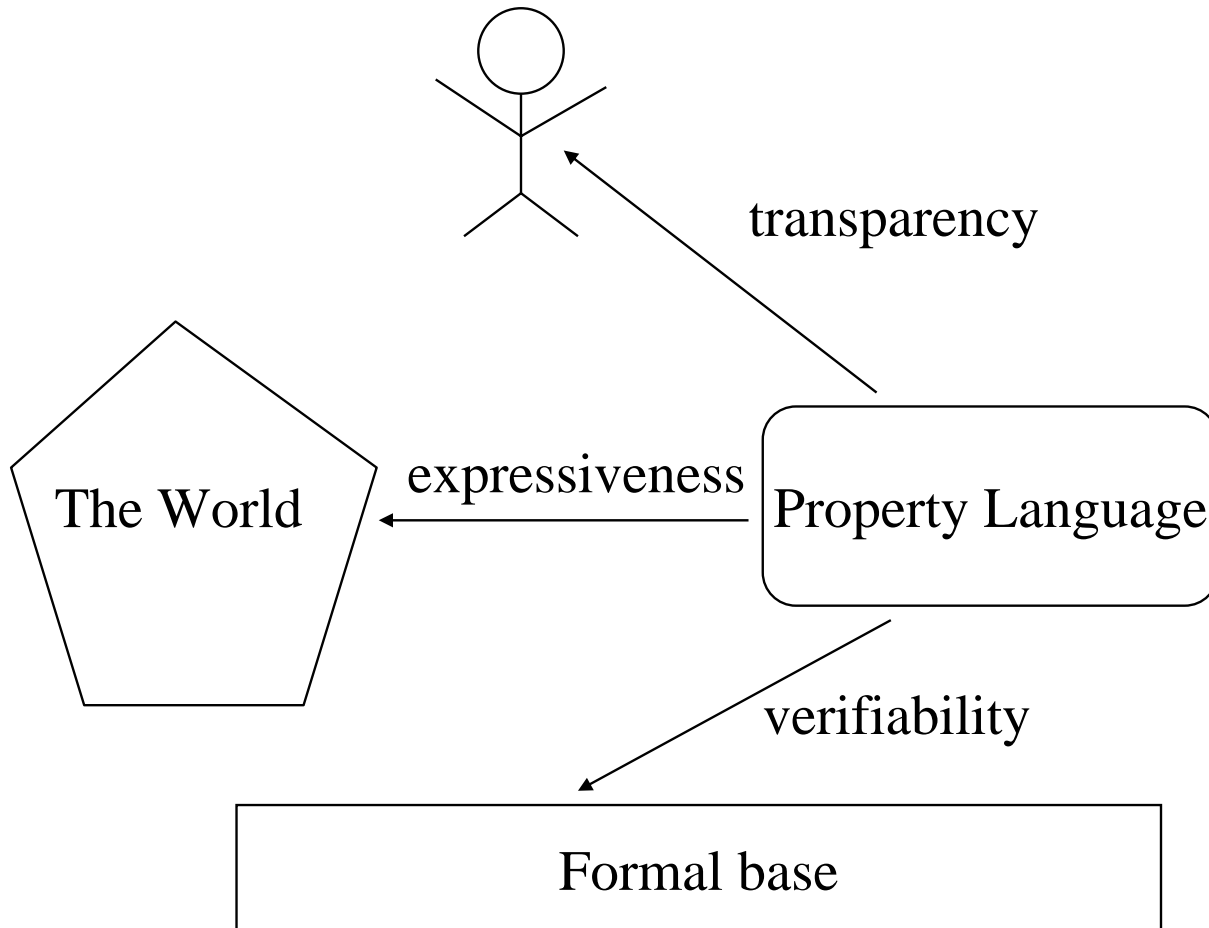 transparency
expressiveness
The World
Property Language
verifiability
Formal base